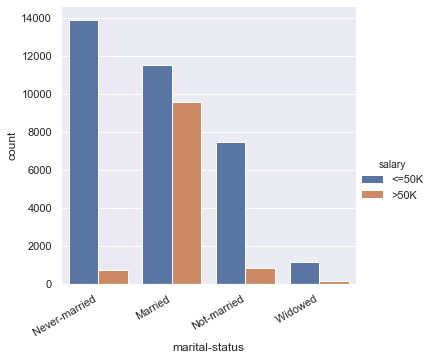 14000
12000
10000
8000
6000
4000
2000
0
count
Never-married
Married
Not-married
Widowed
marital-status
salary
<=50K
>50K